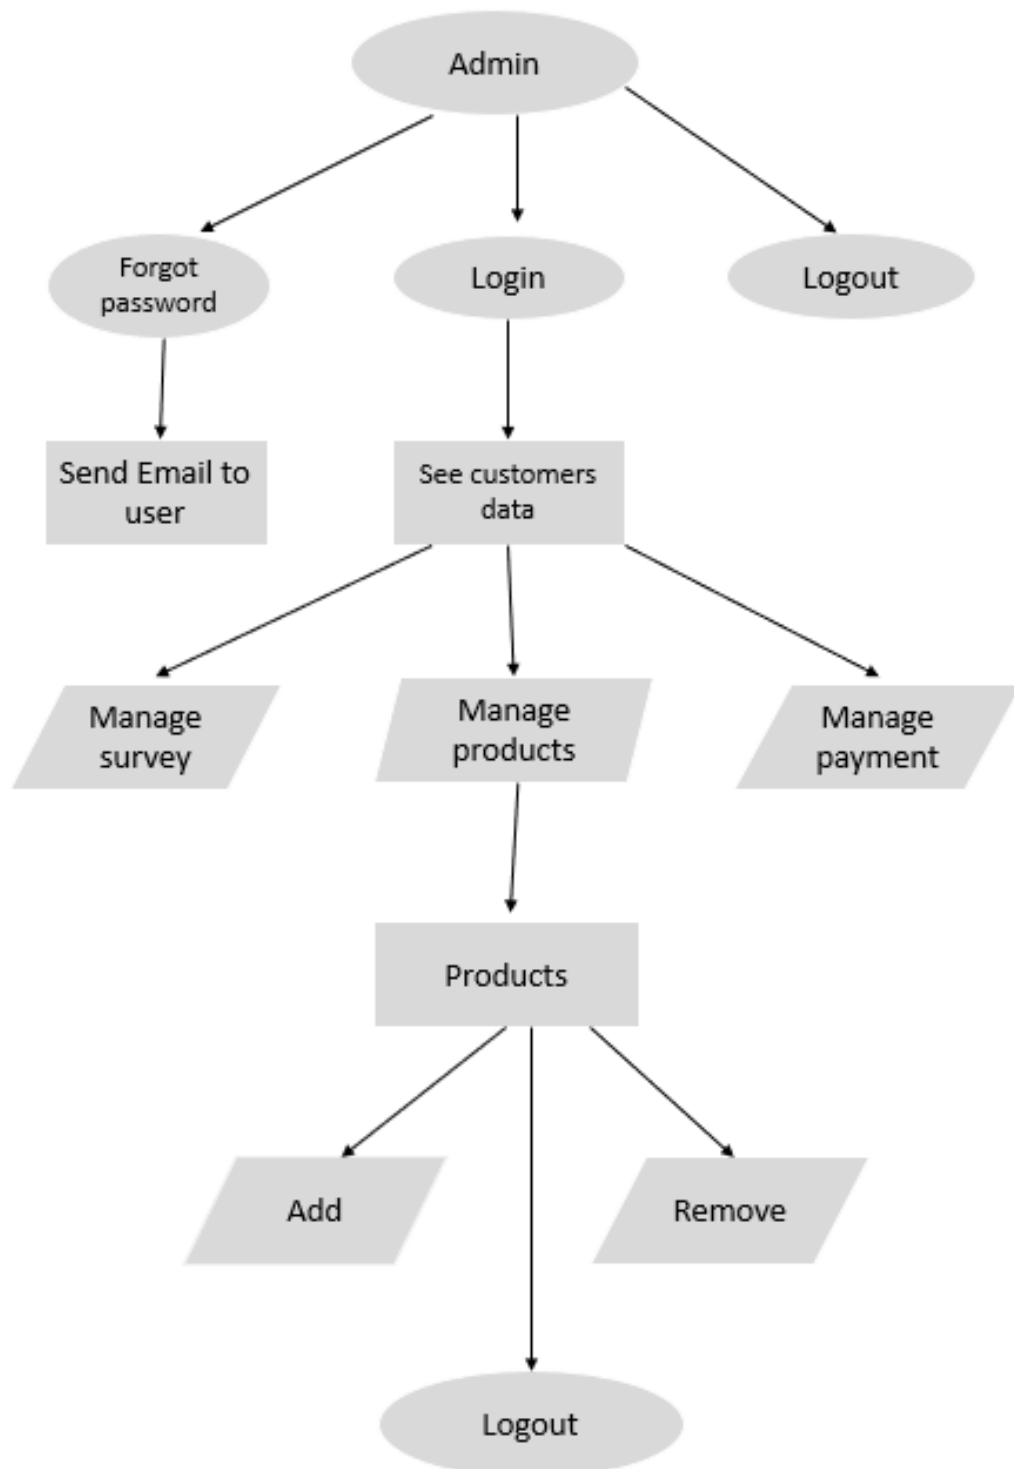 Admin
Forgot
password
Login
Logout
Send Email to
user
See customers
data
Manage
survey
Manage
products
Manage
payment
Products
Add
Remove
Logout